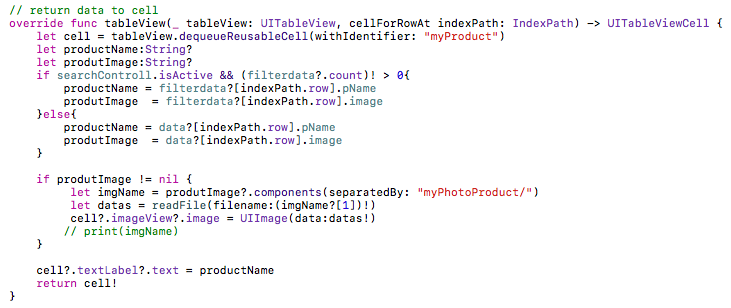 // return data to cell
override func tableView(_ tableView: UITableView, cellForRowAt indexPath: IndexPath) -> UITableViewCell {
let cell = tableView.dequeueReusableCell(withIdentifier: "myProduct")
let productName:String?
let produtImage:String?
if searchControll.isActive && (filterdata?.count)! > 0{
productName = filterdata?[indexPath.row].pName
produtImage  = filterdata?[indexPath.row].image
}else{
productName = data?[indexPath.row].pName
produtImage  = data?[indexPath.row].image
}
if produtImage != nil {
let imgName = produtImage?.components(separatedBy: "myPhotoProduct/")
let datas = readFile(filename:(imgName?[1])!)
cell?.imageView?.image = UIImage(data:datas!)
// print(imgName)
}
cell?.textLabel?.text = productName
return cell!
}